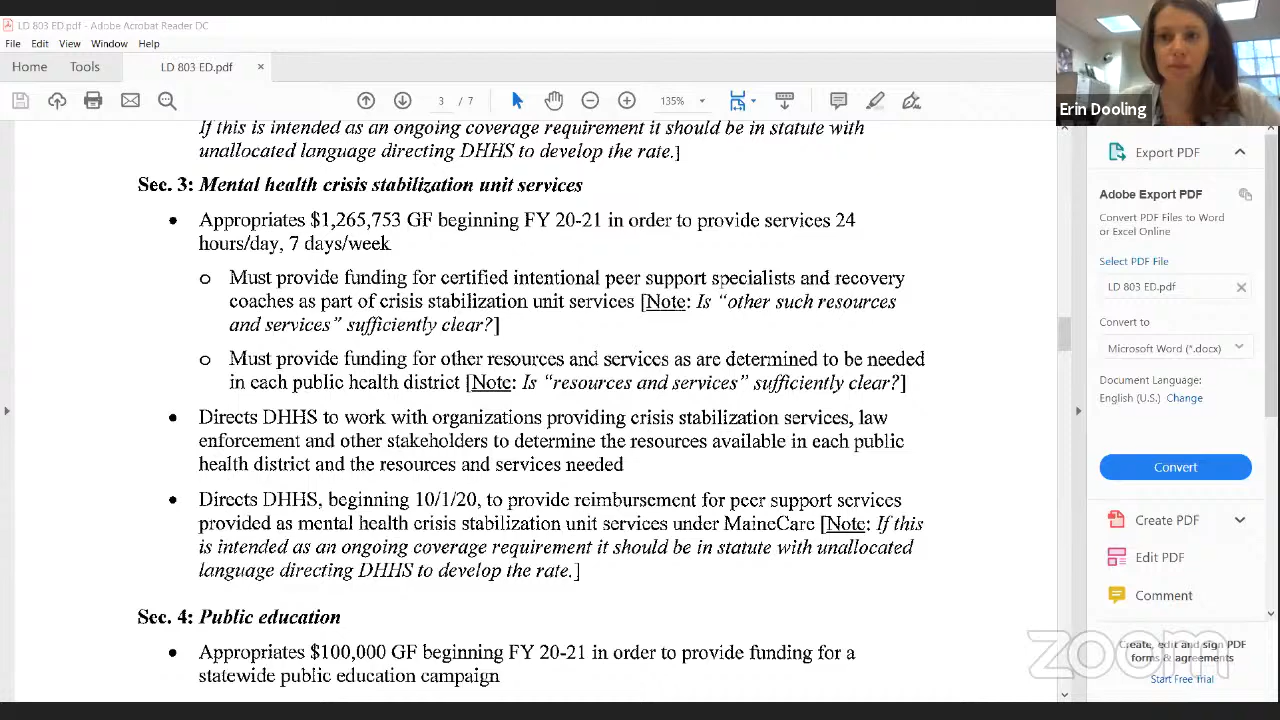 LD 803 ED.pdf - Adobe Acrobat Reader DC
File Edit View Window Help
Home Tools LD 803 ED.pdf ×
3 / 7 135%
Erin Dooling
If this is intended as an ongoing coverage requirement it should be in statute with
unallocated language directing DHHS to develop the rate.]
Sec. 3: Mental health crisis stabilization unit services
• Appropriates $1,265,753 GF beginning FY 20-21 in order to provide services 24
hours/day, 7 days/week
o Must provide funding for certified intentional peer support specialists and recovery
coaches as part of crisis stabilization unit services [Note: Is “other such resources
and services” sufficiently clear?]
o Must provide funding for other resources and services as are determined to be needed
in each public health district [Note: Is “resources and services” sufficiently clear?]
• Directs DHHS to work with organizations providing crisis stabilization services, law
enforcement and other stakeholders to determine the resources available in each public
health district and the resources and services needed
• Directs DHHS, beginning 10/1/20, to provide reimbursement for peer support services
provided as mental health crisis stabilization unit services under MaineCare [Note: If this
is intended as an ongoing coverage requirement it should be in statute with unallocated
language directing DHHS to develop the rate.]
Sec. 4: Public education
• Appropriates $100,000 GF beginning FY 20-21 in order to provide funding for a
statewide public education campaign
Export PDF
Adobe Export PDF
Convert PDF Files to Word
or Excel Online
Select PDF File
LD 803 ED.pdf
Convert to
Microsoft Word (*.docx)
Document Language:
English (U.S.) Change
Convert
Create PDF
Edit PDF
Comment
Create, edit and sign PDF
forms & agreements
Start Free Trial
zoom